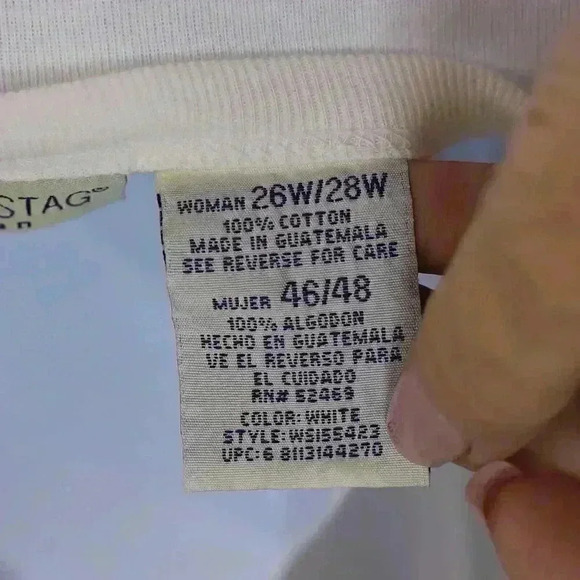 STAG®
WOMAN 26W/28W
100% COTTON
MADE IN GUATEMALA
SEE REVERSE FOR CARE
MUJER 46/48
100% ALGODON
HECHO EN GUATEMALA
VE EL REVERSO PARA
EL CUIDADO
RN# 52469
COLOR: WHITE
STYLE: WS155423
UPC: 6 8113144270